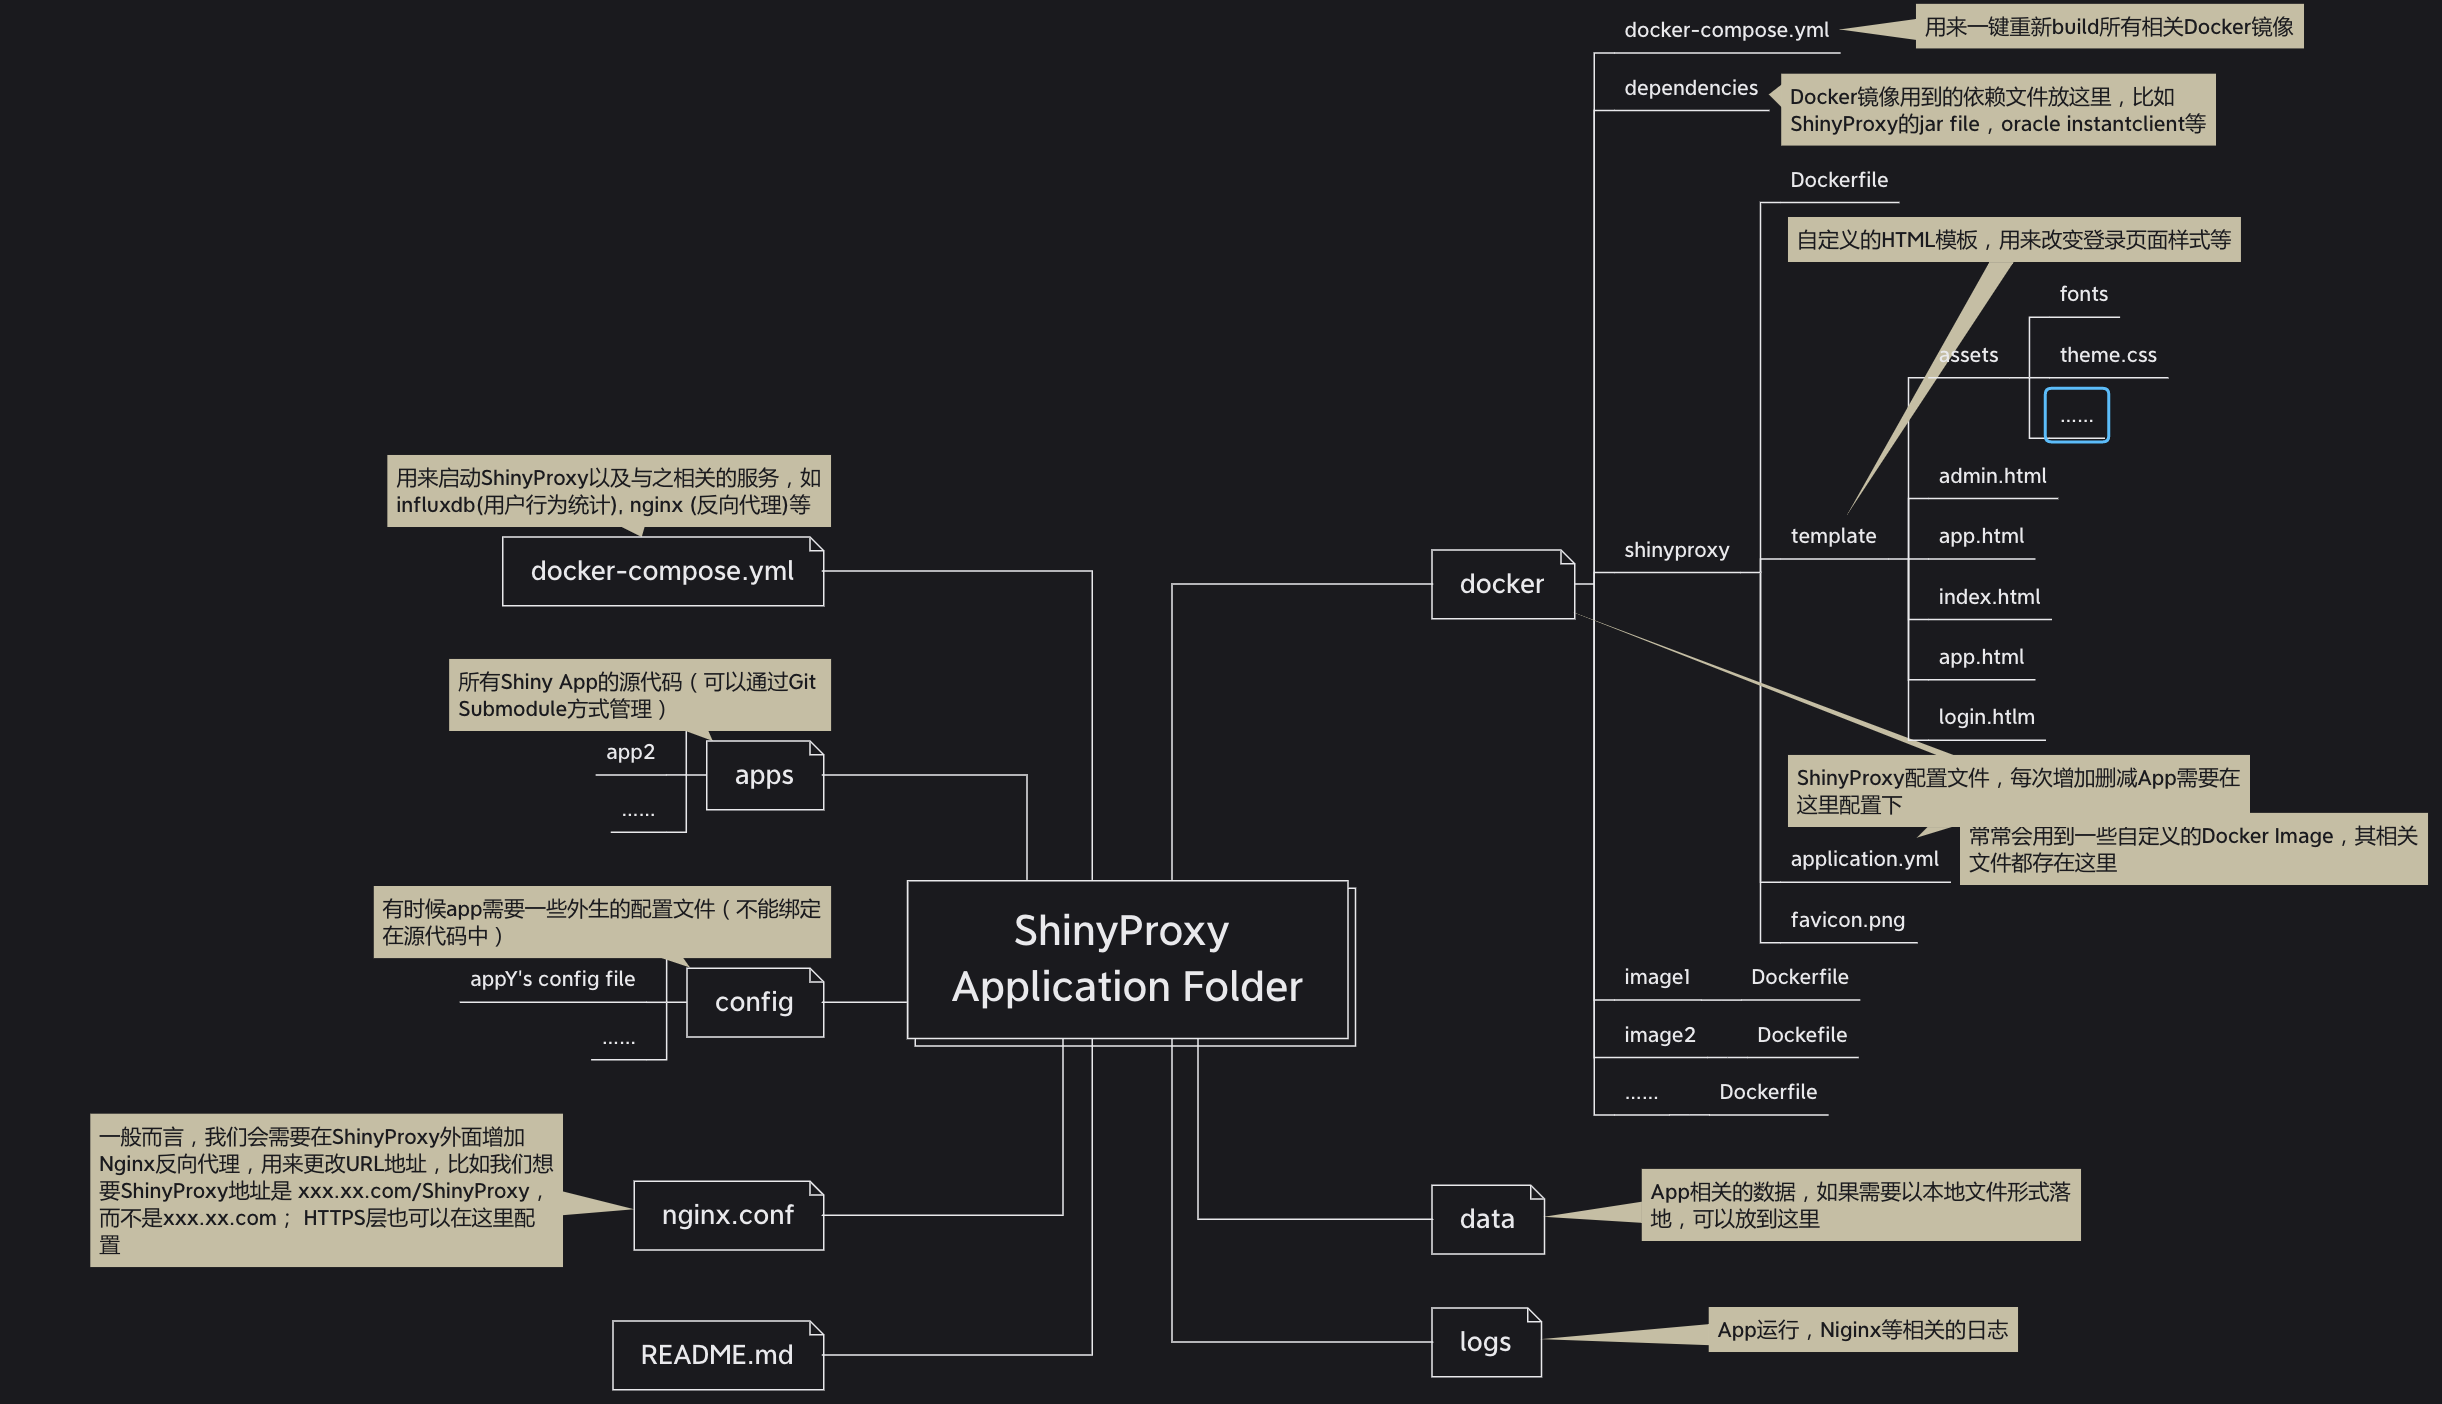 docker-compose.yml
用来一键重新build所有相关Docker镜像
dependencies
Docker镜像用到的依赖文件放这里，比如
ShinyProxy的jar file，oracle instantclient等
Dockerfile
自定义的HTML模板，用来改变登录页面样式等
fonts
assets
theme.css
......
admin.html
template
app.html
shinyproxy
index.html
app.html
login.htlm
docker
ShinyProxy配置文件，每次增加删减App需要在
这里配置下
常常会用到一些自定义的Docker Image，其相关
文件都存在这里
application.yml
favicon.png
image1
Dockerfile
image2
Dockefile
......
Dockerfile
用来启动ShinyProxy以及与之相关的服务，如
influxdb(用户行为统计), nginx (反向代理)等
docker-compose.yml
所有Shiny App的源代码（可以通过Git
Submodule方式管理）
app2
apps
......
有时候app需要一些外生的配置文件（不能绑定
在源代码中）
appY's config file
config
......
ShinyProxy
Application Folder
一般而言，我们会需要在ShinyProxy外面增加
Nginx反向代理，用来更改URL地址，比如我们想
要ShinyProxy地址是 xxx.xx.com/ShinyProxy，
而不是xxx.xx.com； HTTPS层也可以在这里配
置
nginx.conf
README.md
data
App相关的数据，如果需要以本地文件形式落
地，可以放到这里
logs
App运行，Niginx等相关的日志